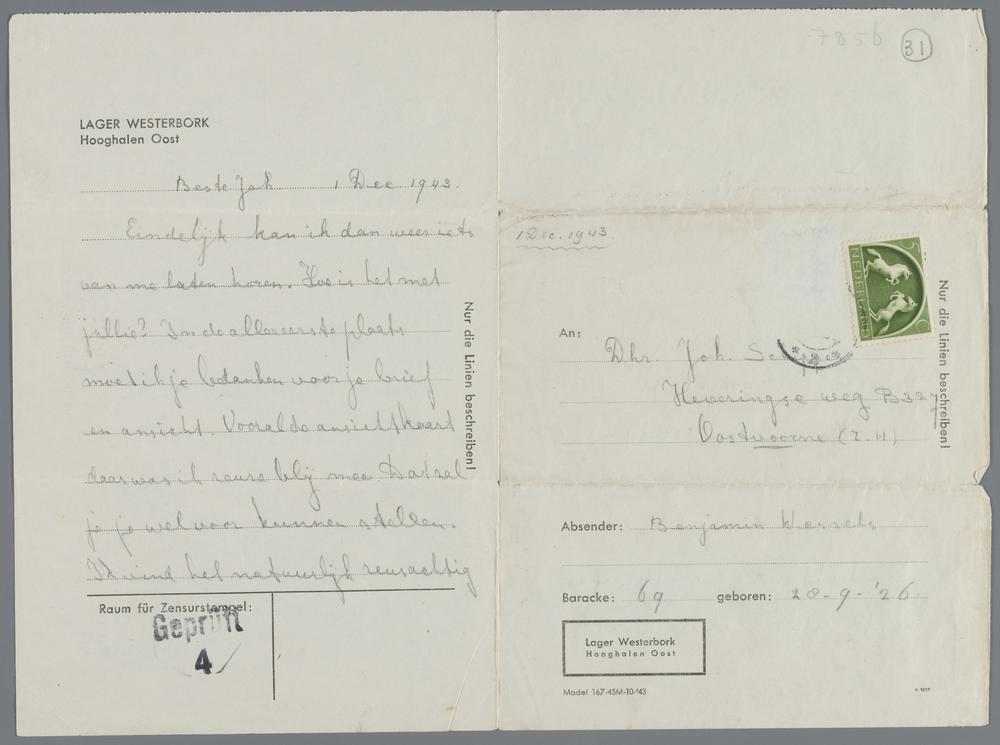 LAGER WESTERBORK
Hooghalen Oost
Beste Joh 1 Dec. 1943.
Eindelijk kan ik dan weer iets
van me laten horen. Hoe is het met
jullie? In de allereerste plaats
moet ik je bedanken voor je brief
en ansicht. Vooral de ansichtkaart
daar was ik reuze blij mee Dat zal
je je wel voor kunnen stellen.
Ik vind het natuurlijk reusachtig
Nur die Linien beschreiben!
Raum für Zensurstempel:
Geprüft
4
7856
31
1 Dec. 1943
NEDERLAND
5 C
Nur die Linien beschreiben!
An:
Dhr. Joh.
Heveringse weg B327
Oostvoorne (Z.H)
Absender: Benjamin
Baracke: 69 geboren: 28-9-'26
Lager Westerbork
Hooghalen Oost
Model 167-45M-10-'43